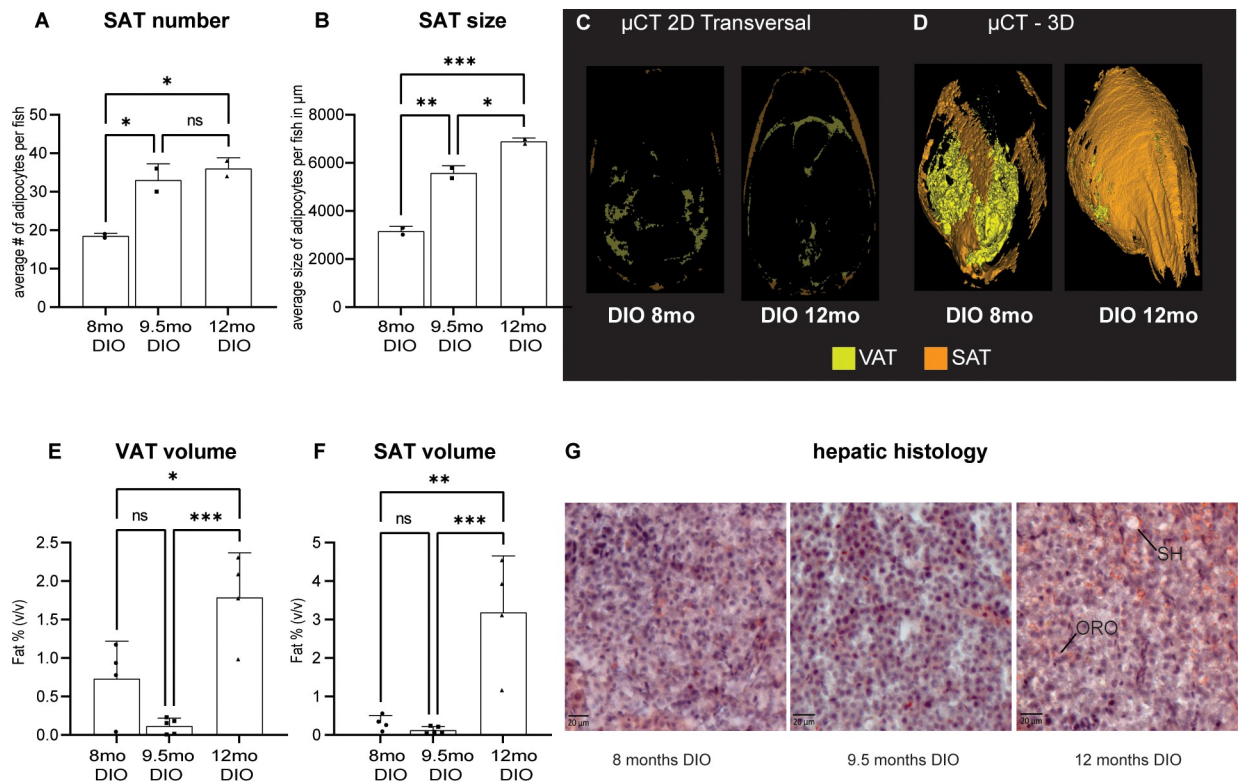 A SAT number
average # of adipocytes per fish
50
40
30
20
10
0
*
*
ns
8mo
DIO
9.5mo
DIO
12mo
DIO
B SAT size
average size of adipocytes per fish in µm
8000
6000
4000
2000
0
***
**
*
8mo
DIO
9.5mo
DIO
12mo
DIO
C µCT 2D Transversal
DIO 8mo
DIO 12mo
D µCT - 3D
DIO 8mo
DIO 12mo
VAT
SAT
E VAT volume
Fat % (v/v)
2.5
2.0
1.5
1.0
0.5
0.0
*
ns
***
8mo
DIO
9.5mo
DIO
12mo
DIO
F SAT volume
Fat % (v/v)
5
4
3
2
1
0
**
ns
***
8mo
DIO
9.5mo
DIO
12mo
DIO
G hepatic histology
SH
ORO
20 µm
20 µm
20 µm
8 months DIO
9.5 months DIO
12 months DIO